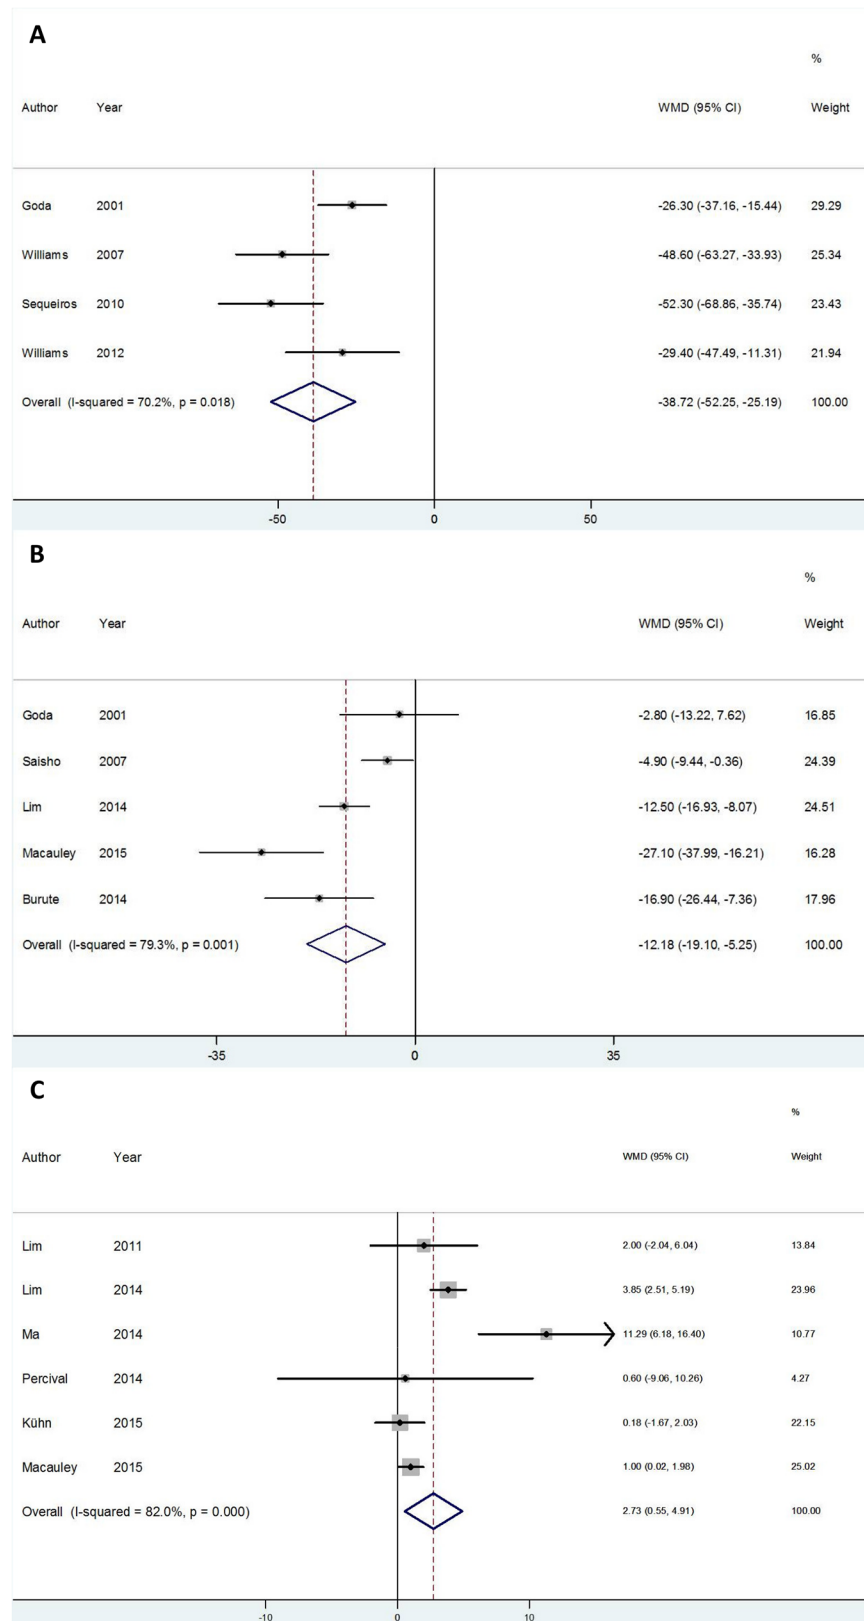 A
%
Author Year WMD (95% CI) Weight
Goda 2001 -26.30 (-37.16, -15.44) 29.29
Williams 2007 -48.60 (-63.27, -33.93) 25.34
Sequeiros 2010 -52.30 (-68.86, -35.74) 23.43
Williams 2012 -29.40 (-47.49, -11.31) 21.94
Overall (I-squared = 70.2%, p = 0.018) -38.72 (-52.25, -25.19) 100.00
-50 0 50
B
%
Author Year WMD (95% CI) Weight
Goda 2001 -2.80 (-13.22, 7.62) 16.85
Saisho 2007 -4.90 (-9.44, -0.36) 24.39
Lim 2014 -12.50 (-16.93, -8.07) 24.51
Macauley 2015 -27.10 (-37.99, -16.21) 16.28
Burute 2014 -16.90 (-26.44, -7.36) 17.96
Overall (I-squared = 79.3%, p = 0.001) -12.18 (-19.10, -5.25) 100.00
-35 0 35
C
%
Author Year WMD (95% CI) Weight
Lim 2011 2.00 (-2.04, 6.04) 13.84
Lim 2014 3.85 (2.51, 5.19) 23.96
Ma 2014 11.29 (6.18, 16.40) 10.77
Percival 2014 0.60 (-9.06, 10.26) 4.27
Kühn 2015 0.18 (-1.67, 2.03) 22.15
Macauley 2015 1.00 (0.02, 1.98) 25.02
Overall (I-squared = 82.0%, p = 0.000) 2.73 (0.55, 4.91) 100.00
-10 0 10